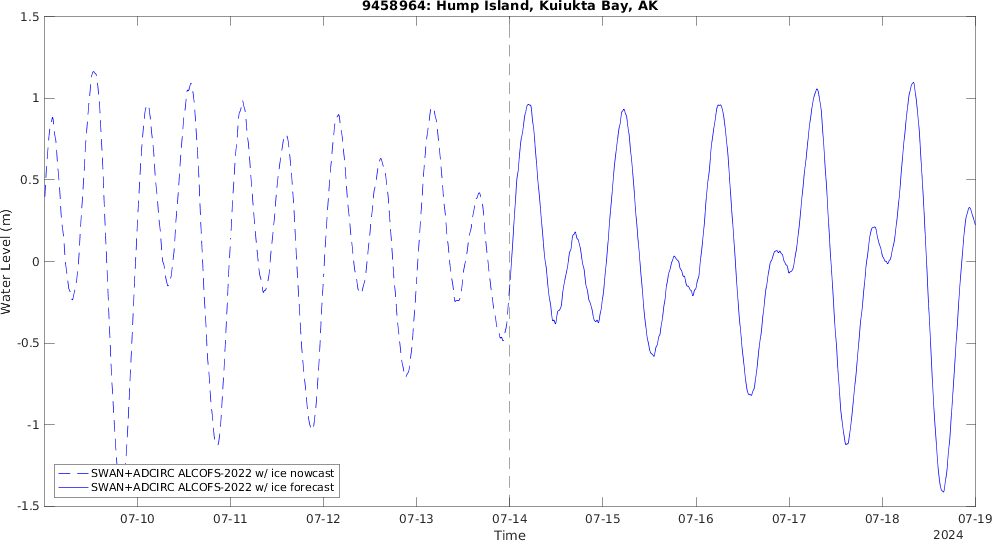 9458964: Hump Island, Kuiukta Bay, AK
1.5
1
0.5
0
-0.5
-1
-1.5
Water Level (m)
SWAN+ADCIRC ALCOFS-2022 w/ ice nowcast
SWAN+ADCIRC ALCOFS-2022 w/ ice forecast
07-10 07-11 07-12 07-13 07-14 07-15 07-16 07-17 07-18 07-19
Time
2024